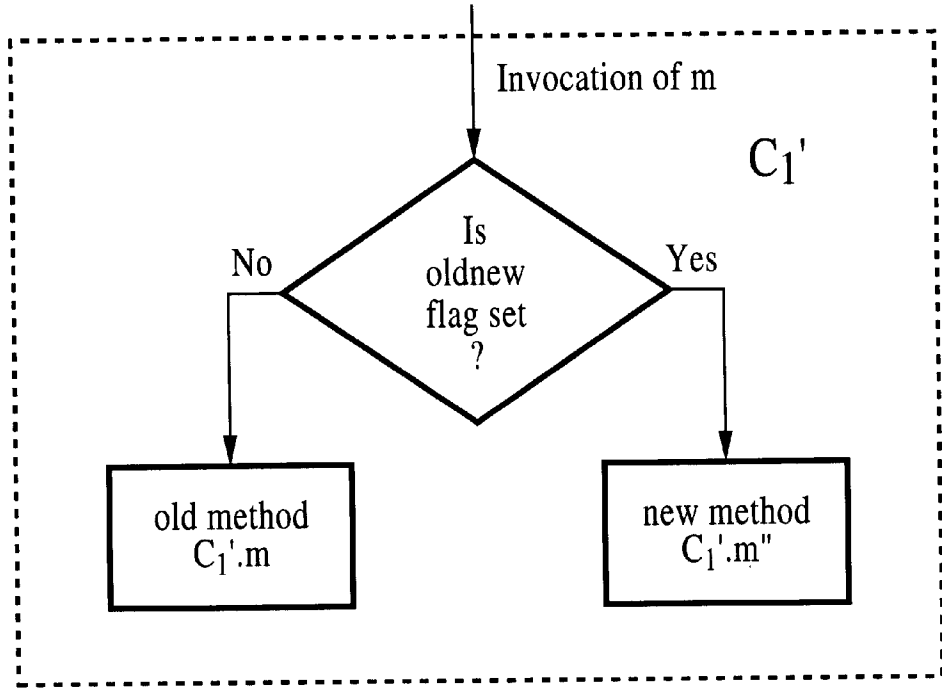 Invocation of m
C1'
Is
oldnew
flag set
?
No
Yes
old method
C1'.m
new method
C1'.m"